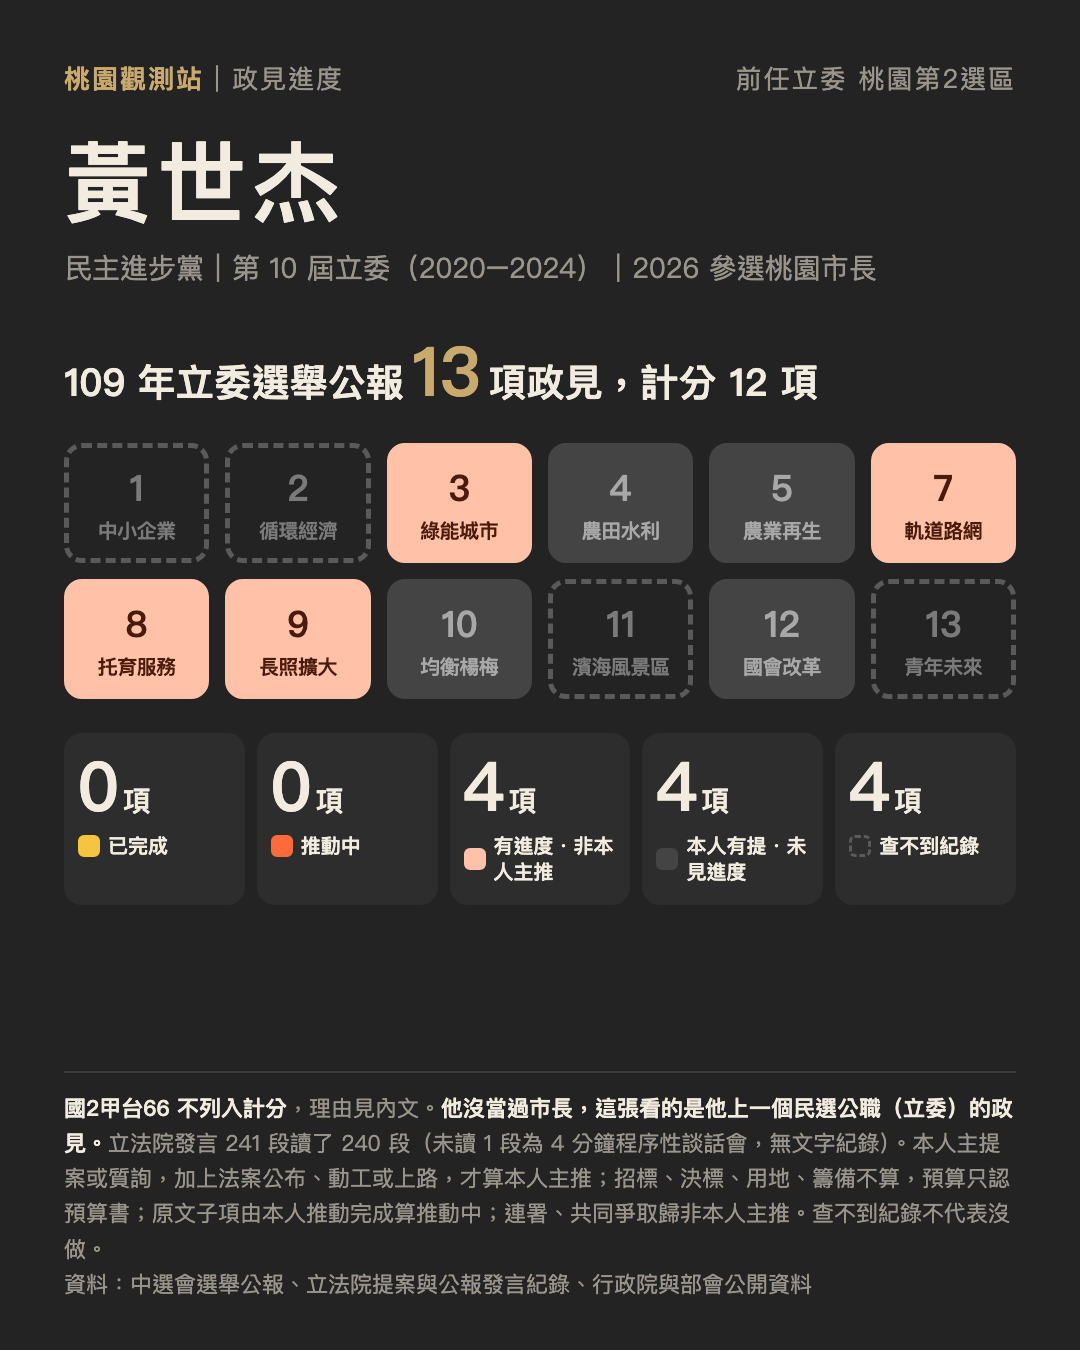 桃園觀測站｜政見進度
前任立委 桃園第2選區
黃世杰
民主進步黨｜第 10 屆立委（2020–2024）｜2026 參選桃園市長
109 年立委選舉公報 13 項政見，計分 12 項
1
中小企業
2
循環經濟
3
綠能城市
4
農田水利
5
農業再生
7
軌道路網
8
托育服務
9
長照擴大
10
均衡楊梅
11
濱海風景區
12
國會改革
13
青年未來
0項
已完成
0項
推動中
4項
有進度・非本
人主推
4項
本人有提・未
見進度
4項
查不到紀錄
國2甲台66 不列入計分，理由見內文。他沒當過市長，這張看的是他上一個民選公職（立委）的政
見。立法院發言 241 段讀了 240 段（未讀 1 段為 4 分鐘程序性談話會，無文字紀錄）。本人主提
案或質詢，加上法案公布、動工或上路，才算本人主推；招標、決標、用地、籌備不算，預算只認
預算書；原文子項由本人推動完成算推動中；連署、共同爭取歸非本人主推。查不到紀錄不代表沒
做。
資料：中選會選舉公報、立法院提案與公報發言紀錄、行政院與部會公開資料